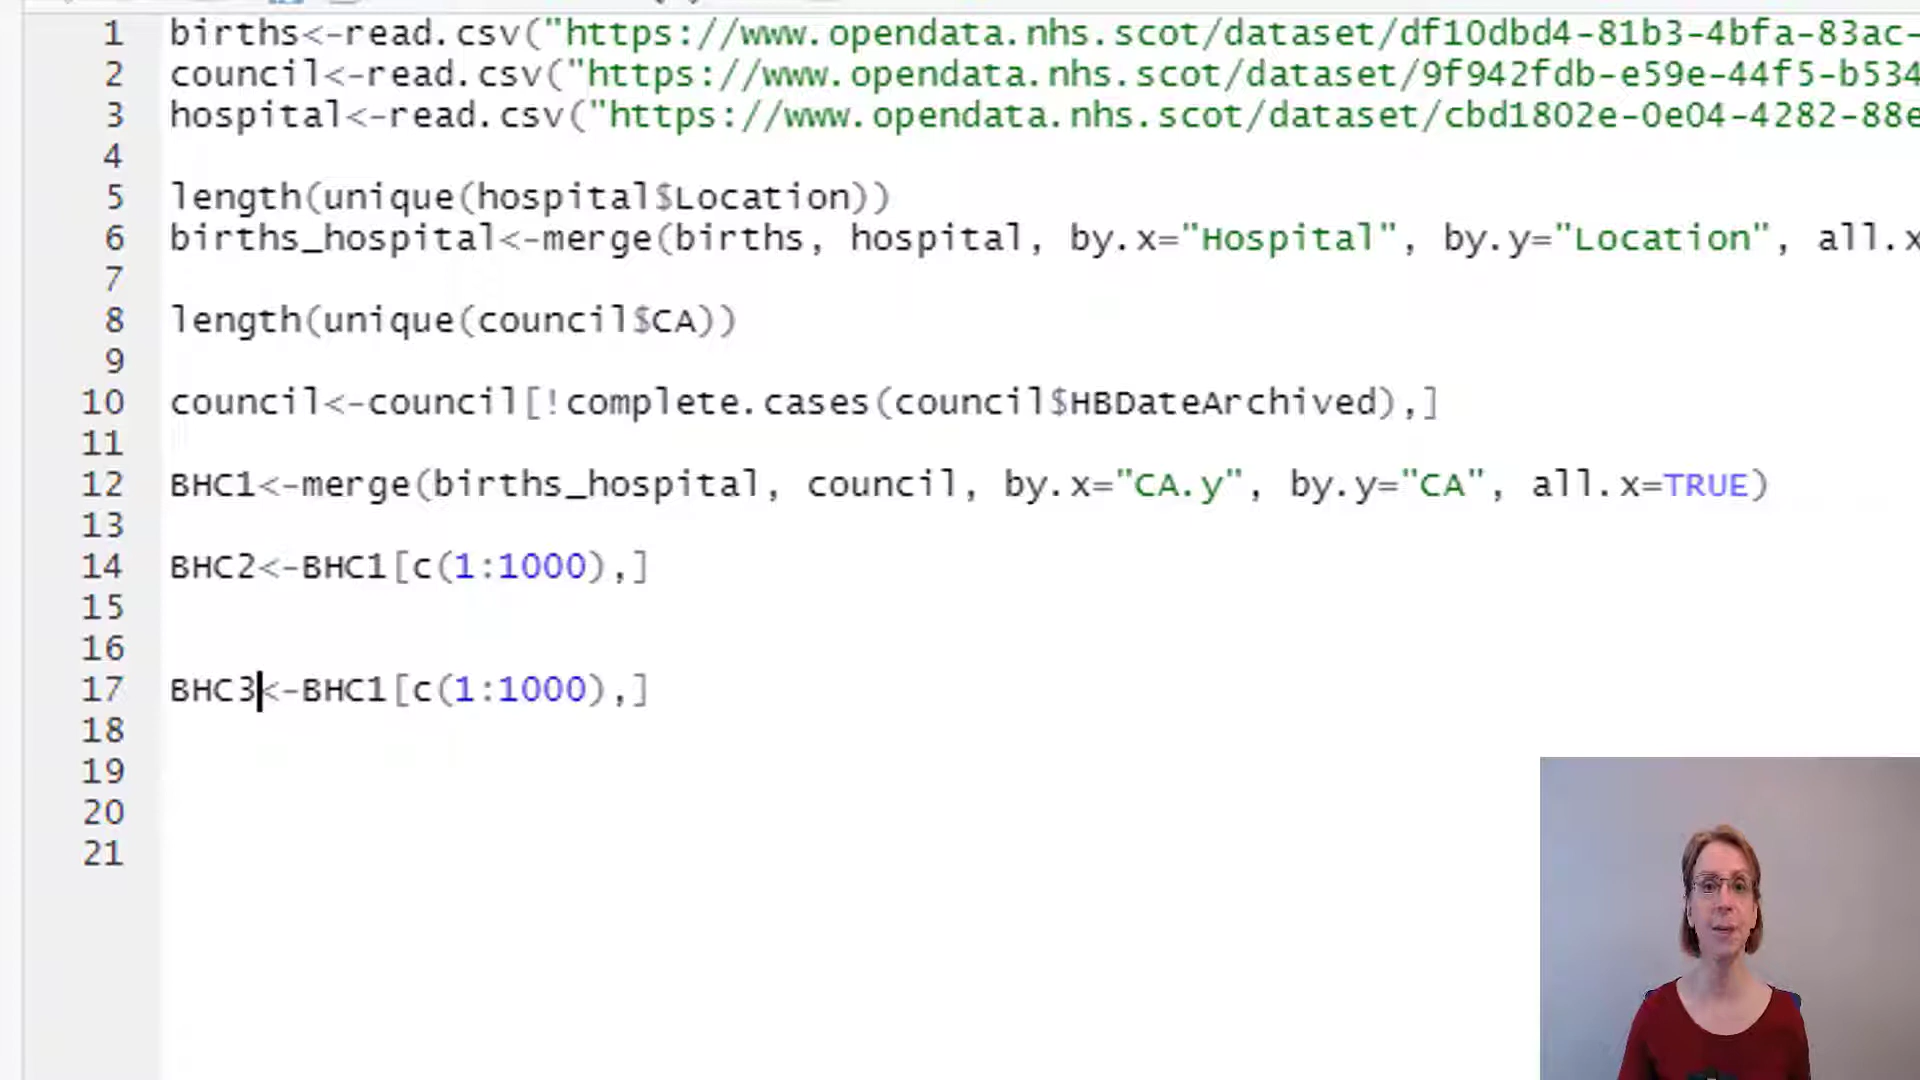 1 births<-read.csv("https://www.opendata.nhs.scot/dataset/df10dbd4-81b3-4bfa-83ac-
2 council<-read.csv("https://www.opendata.nhs.scot/dataset/9f942fdb-e59e-44f5-b534
3 hospital<-read.csv("https://www.opendata.nhs.scot/dataset/cbd1802e-0e04-4282-88e
4
5 length(unique(hospital$Location))
6 births_hospital<-merge(births, hospital, by.x="Hospital", by.y="Location", all.x
7
8 length(unique(council$CA))
9
10 council<-council[!complete.cases(council$HBDateArchived),]
11
12 BHC1<-merge(births_hospital, council, by.x="CA.y", by.y="CA", all.x=TRUE)
13
14 BHC2<-BHC1[c(1:1000),]
15
16
17 BHC3<-BHC1[c(1:1000),]
18
19
20
21